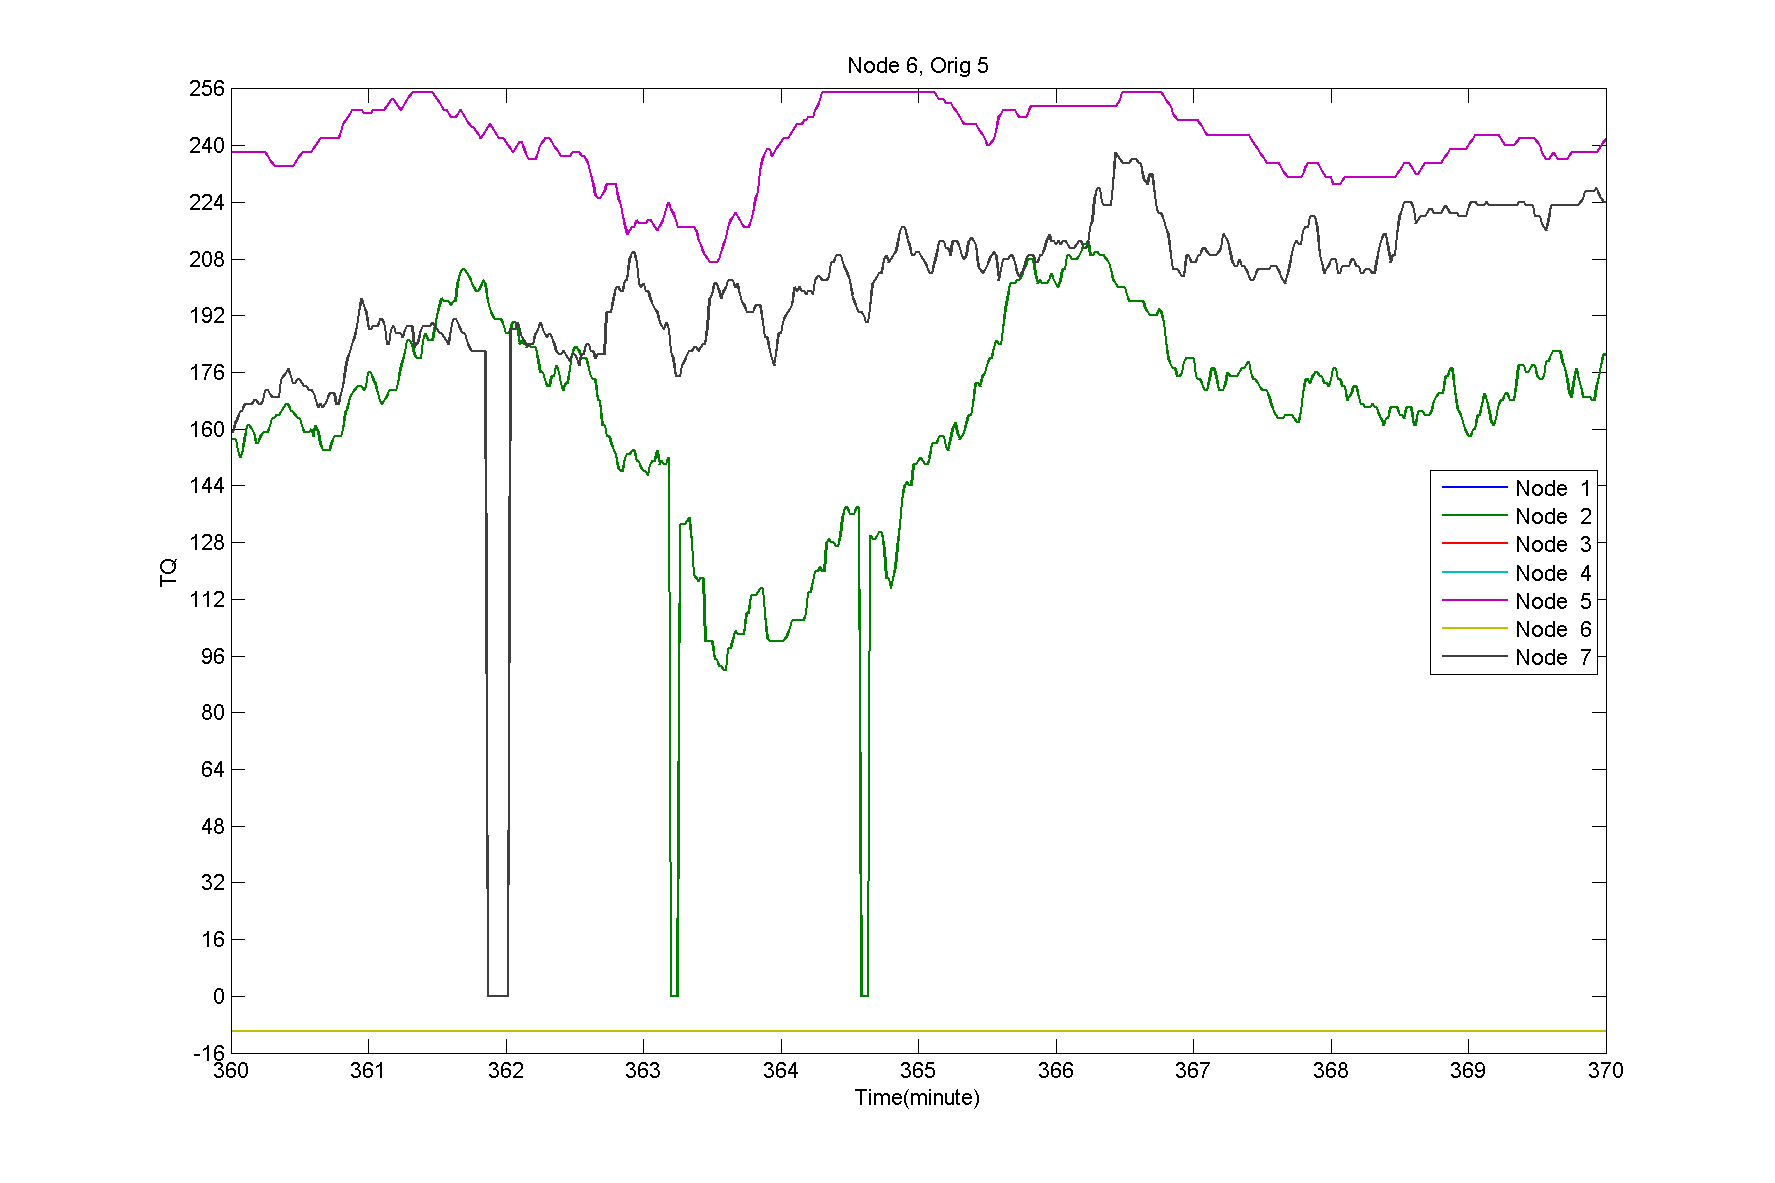 Node 6, Orig 5
256
240
224
208
192
176
160
144
128
112
96
80
64
48
32
16
0
-16
TQ
Node 1
Node 2
Node 3
Node 4
Node 5
Node 6
Node 7
360 361 362 363 364 365 366 367 368 369 370
Time(minute)